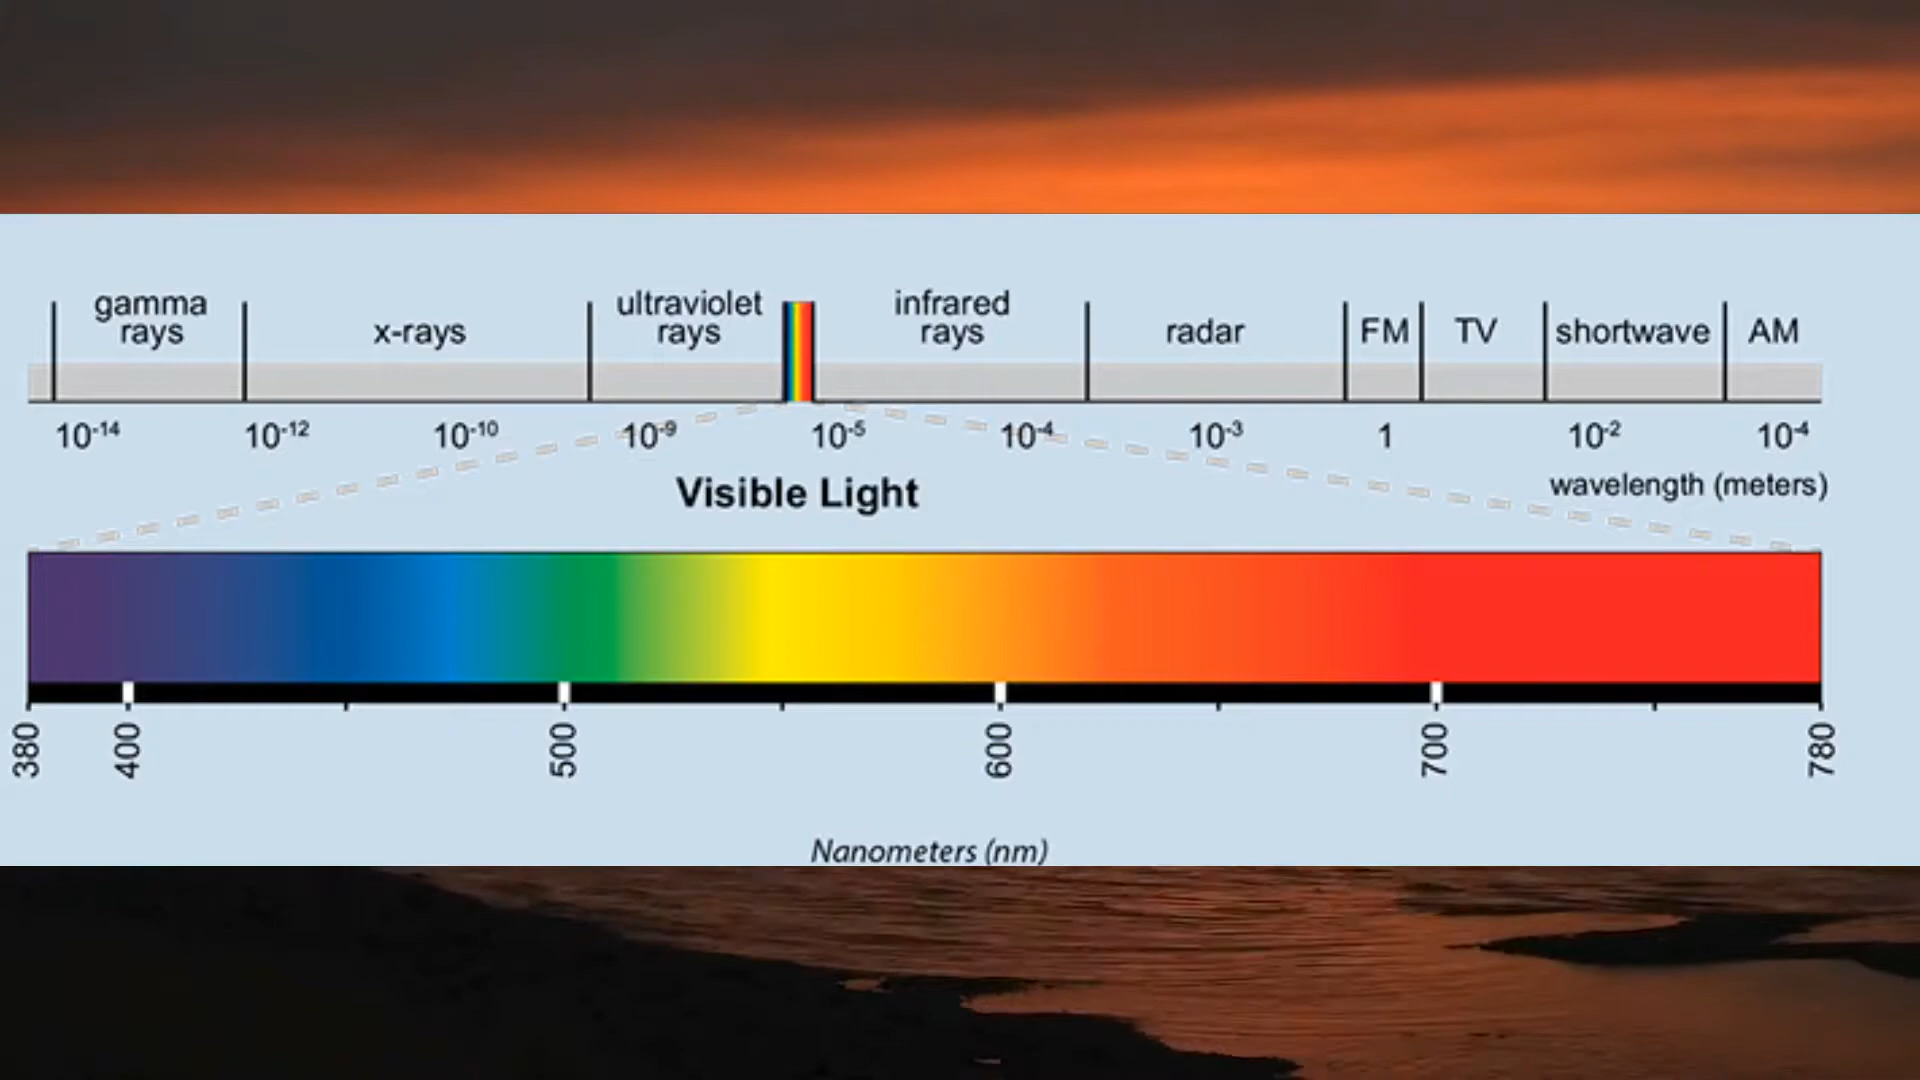 gamma rays
x-rays
ultraviolet rays
infrared rays
radar
FM
TV
shortwave
AM
10⁻¹⁴ 10⁻¹² 10⁻¹⁰ 10⁻⁹ 10⁻⁵ 10⁻⁴ 10⁻³ 1 10⁻² 10⁻⁴
wavelength (meters)
Visible Light
380 400 500 600 700 780
Nanometers (nm)